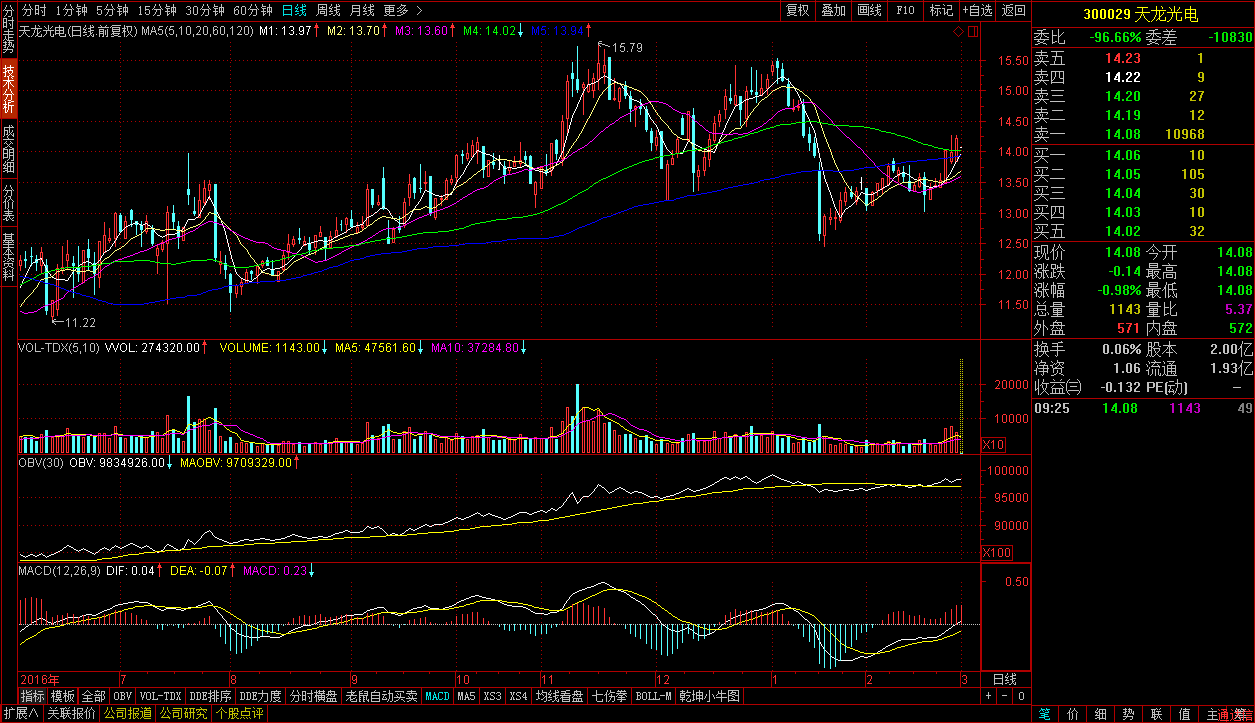 分时 1分钟 5分钟 15分钟 30分钟 60分钟 日线 周线 月线 更多 >
复权 叠加 画线 F10 标记 +自选 返回
300029 天龙光电
分时走势
技术分析
成交明细
分价表
基本资料
天龙光电(日线.前复权) MA5(5,10,20,60,120) M1: 13.97↑ M2: 13.70↑ M3: 13.60↑ M4: 14.02↓ M5: 13.94↑
15.79
11.22
15.50
15.00
14.50
14.00
13.50
13.00
12.50
12.00
11.50
VOL-TDX(5,10) VVOL: 274320.00↑ VOLUME: 1143.00↓ MA5: 47561.60↓ MA10: 37284.80↓
20000
10000
X10
OBV(30) OBV: 9834926.00↓ MAOBV: 9709329.00↑
100000
95000
90000
X100
MACD(12,26,9) DIF: 0.04↑ DEA: -0.07↑ MACD: 0.23↓
0.50
2016年 7 8 9 10 11 12 1 2 3 日线
指标 模板 全部 OBV VOL-TDX DDE排序 DDE力度 分时横盘 老鼠自动买卖 MACD MA5 XS3 XS4 均线看盘 七伤拳 BOLL-M 乾坤小牛图 + - 0
扩展∧ 关联报价 公司报道 公司研究 个股点评
委比 -96.66% 委差 -10830
卖五 14.23 1
卖四 14.22 9
卖三 14.20 27
卖二 14.19 12
卖一 14.08 10968
买一 14.06 10
买二 14.05 105
买三 14.04 30
买四 14.03 10
买五 14.02 32
现价 14.08 今开 14.08
涨跌 -0.14 最高 14.08
涨幅 -0.98% 最低 14.08
总量 1143 量比 5.37
外盘 571 内盘 572
换手 0.06% 股本 2.00亿
净资 1.06 流通 1.93亿
收益㈢ -0.132 PE(动) –
09:25 14.08 1143 49
笔 价 细 势 联 值 主